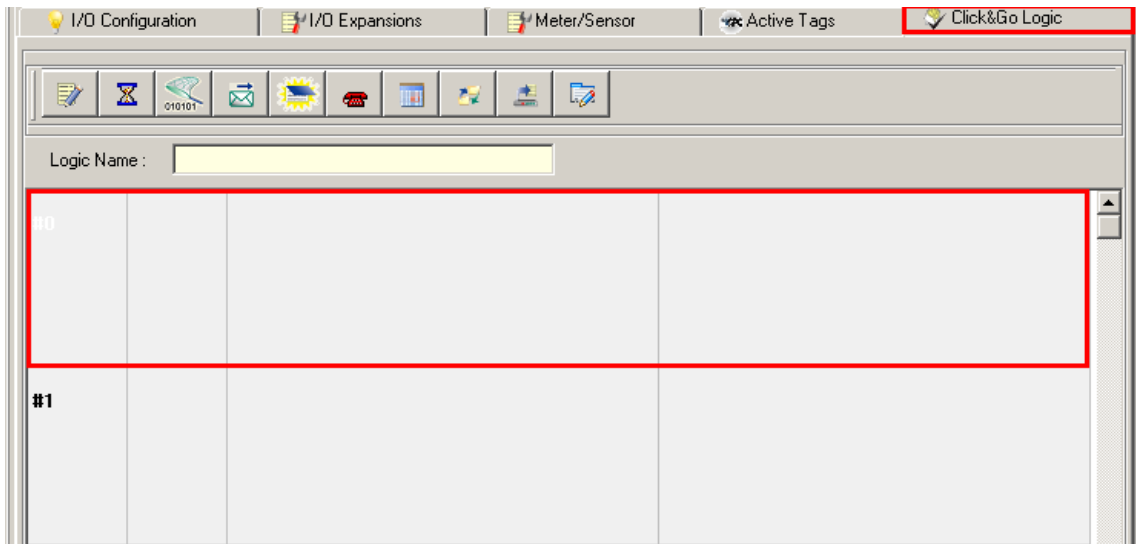 I/O Configuration I/O Expansions Meter/Sensor Active Tags Click&Go Logic
010101
Logic Name :
#0
#1